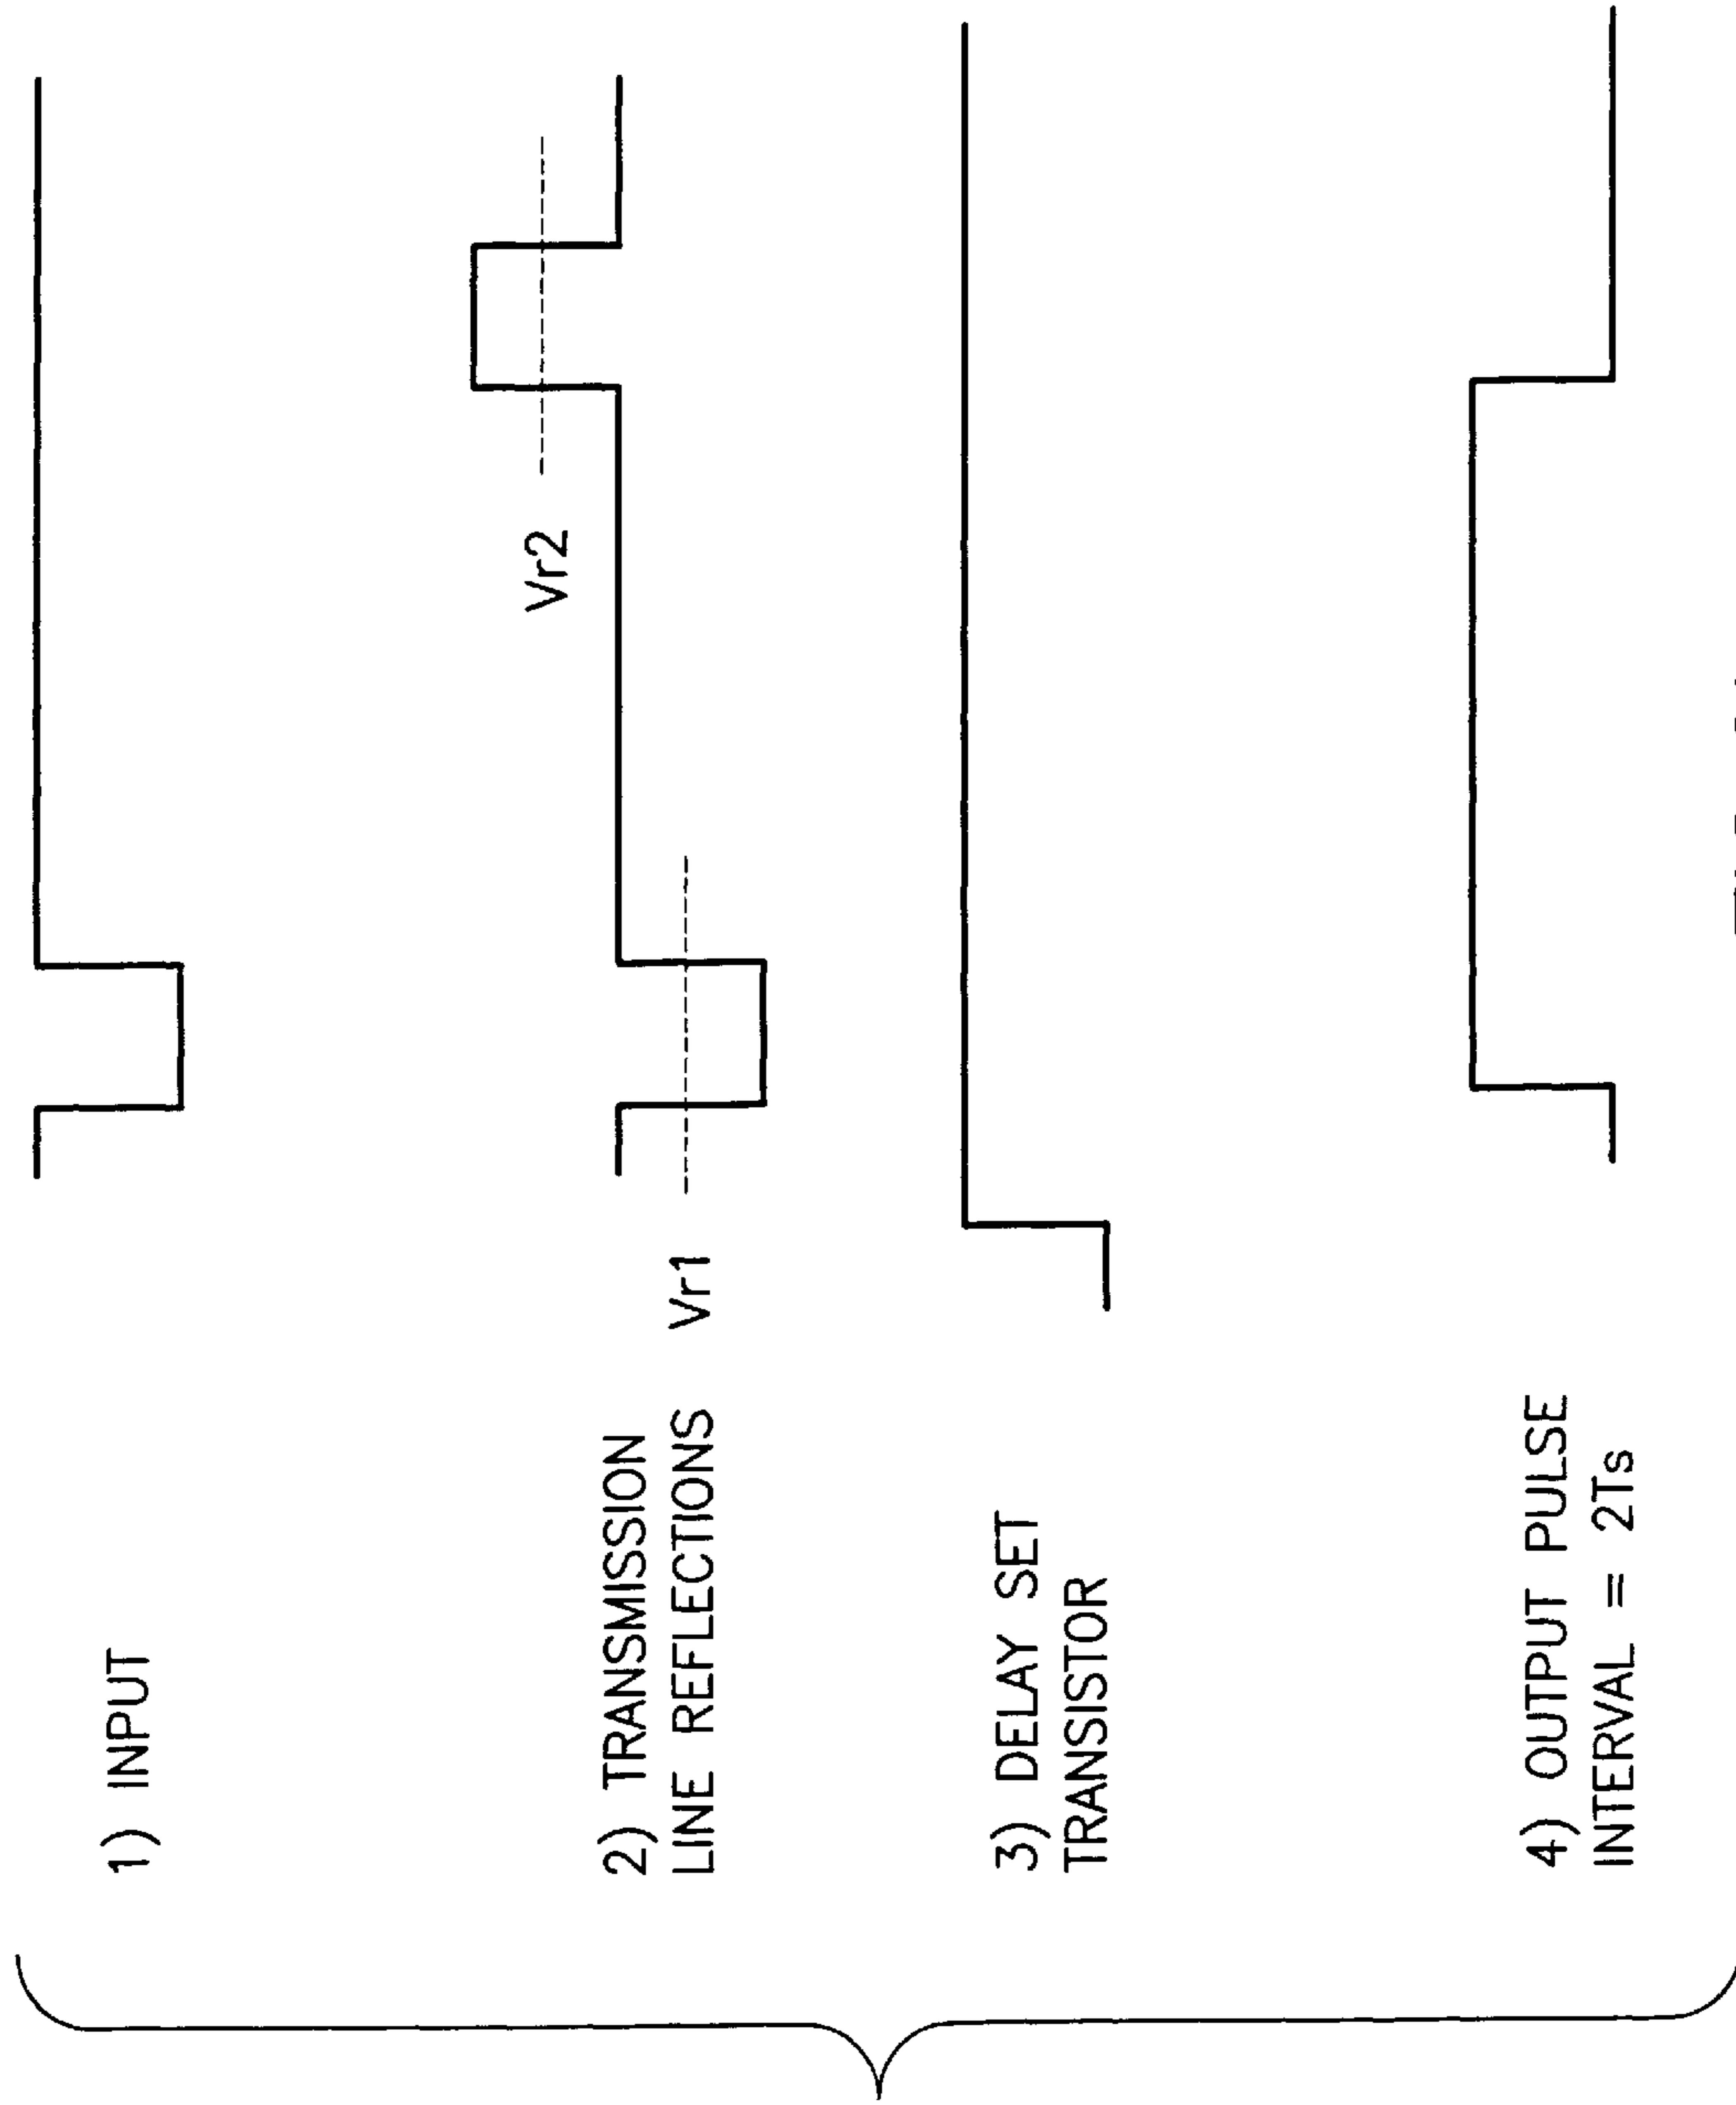 1) INPUT
2) TRANSMISSION
LINE REFLECTIONS
Vr1
Vr2
3) DELAY SET
TRANSISTOR
4) OUTPUT PULSE
INTERVAL = 2Ts